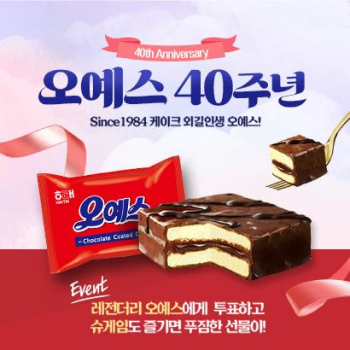 40th Anniversary
오예스 40주년
Since1984 케이크 외길인생 오예스!
해태
오예스
Chocolate Coated
Event
레전더리 오예스에게 투표하고
슈게임도 즐기면 푸짐한 선물이!